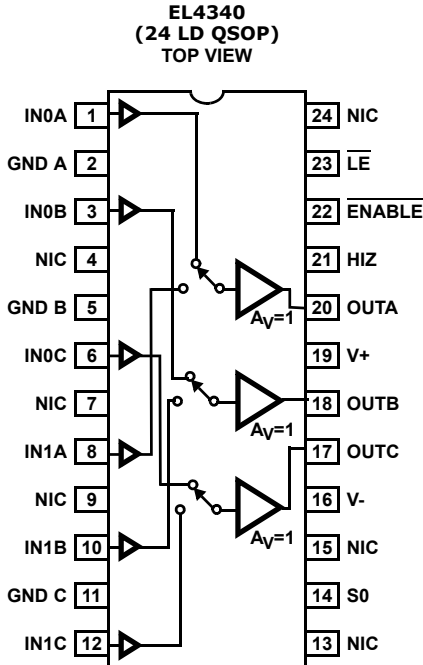 EL4340
(24 LD QSOP)
TOP VIEW
IN0A 1
24 NIC
GND A 2
23 LE
IN0B 3
22 ENABLE
NIC 4
21 HIZ
GND B 5
20 OUTA
AV=1
IN0C 6
19 V+
NIC 7
18 OUTB
AV=1
IN1A 8
17 OUTC
NIC 9
16 V-
IN1B 10
15 NIC
AV=1
GND C 11
14 S0
IN1C 12
13 NIC